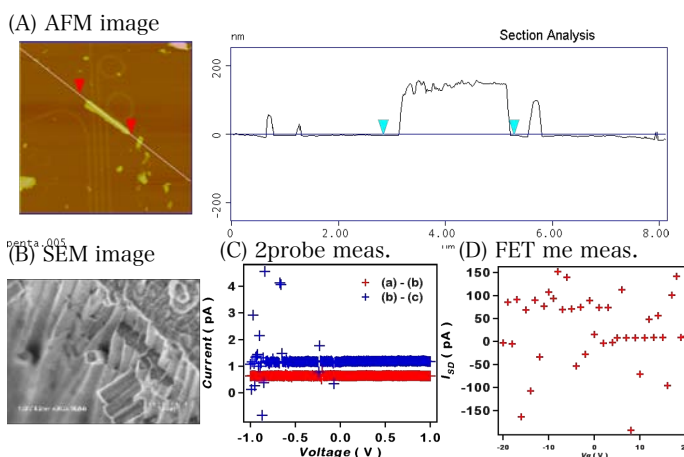 (A) AFM image
nm
Section Analysis
200
0
-200
0
2.00
4.00
6.00
8.00
penta.005
(B) SEM image
(C) 2probe meas.
(a) - (b)
(b) - (c)
Current ( pA )
4
3
2
1
0
-1.0
-0.5
0.0
0.5
1.0
Voltage ( V )
(D) FET me meas.
I SD ( pA )
150
100
50
0
-50
-100
-150
-20
-10
0
10
20
Vg ( V )